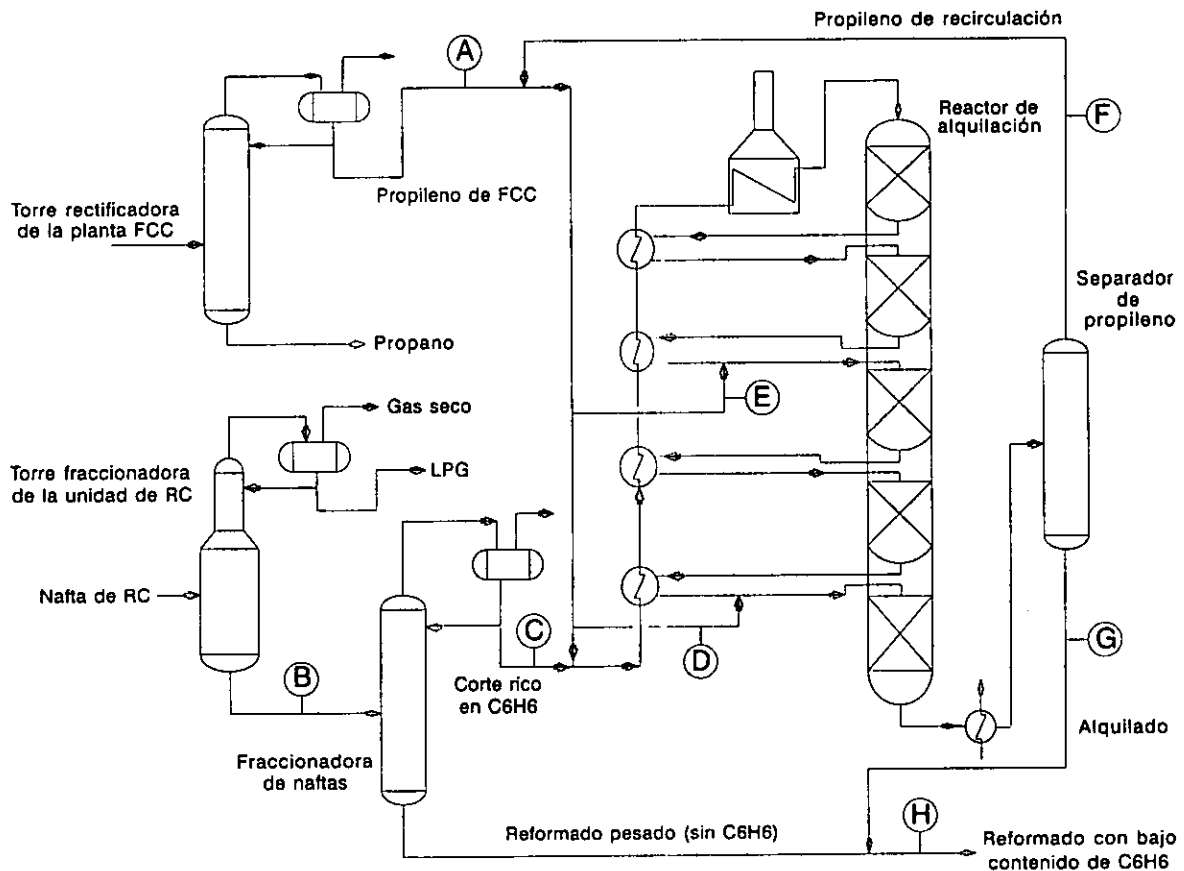 Propileno de recirculación
A
Reactor de
alquilación
F
Propileno de FCC
Torre rectificadora
de la planta FCC
Separador
de
propileno
Propano
E
Gas seco
LPG
Torre fraccionadora
de la unidad de RC
Nafta de RC
C
D
G
B
Corte rico
en C6H6
Alquilado
Fraccionadora
de naftas
H
Reformado pesado (sin C6H6)
Reformado con bajo
contenido de C6H6